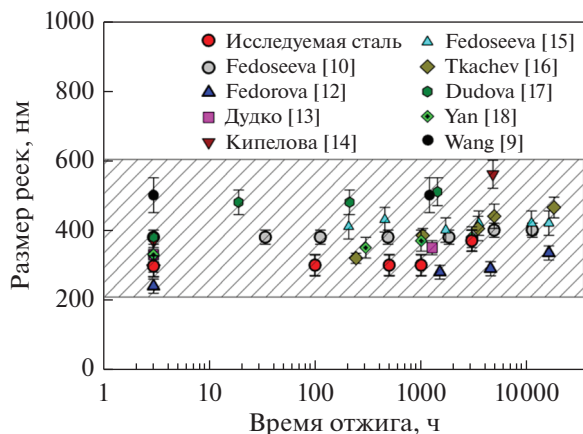 1000
800
600
400
200
0
Размер реек, нм
Исследуемая сталь
Fedoseeva [10]
Fedorova [12]
Дудко [13]
Кипелова [14]
Fedoseeva [15]
Tkachev [16]
Dudova [17]
Yan [18]
Wang [9]
1 10 100 1000 10000
Время отжига, ч